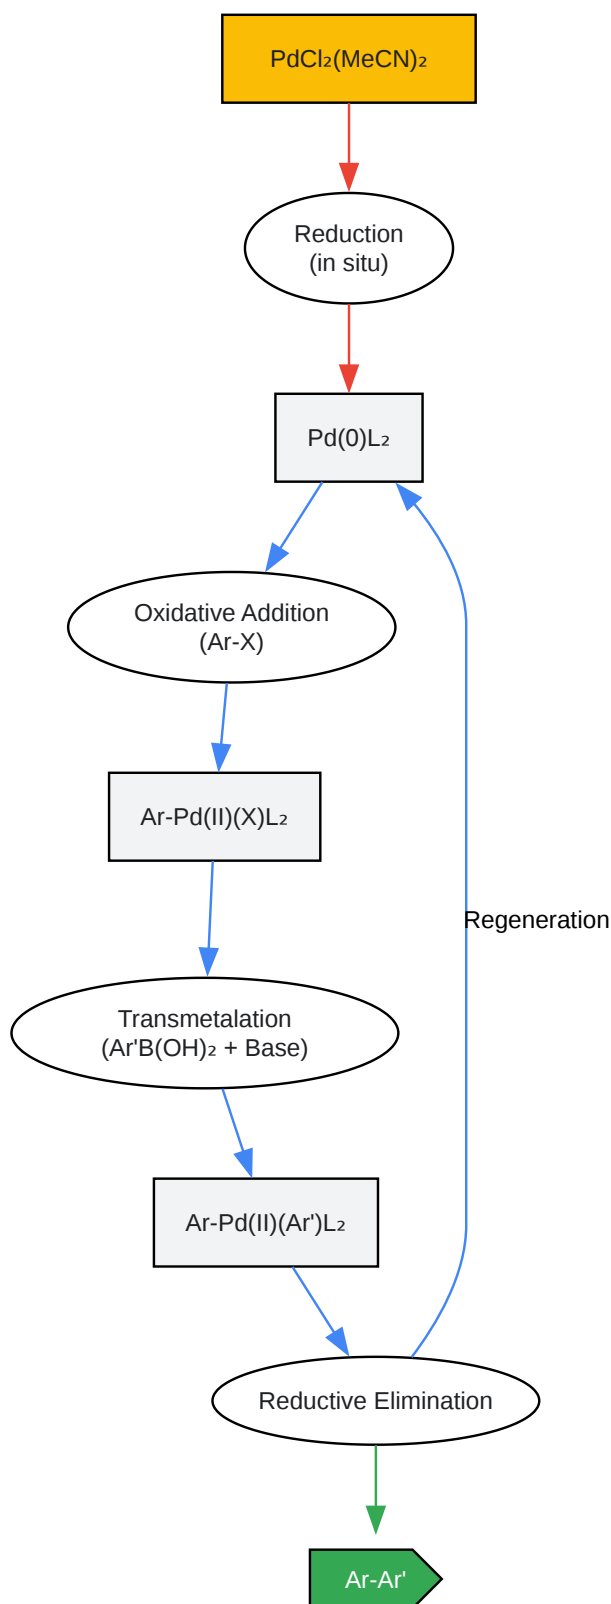 PdCl₂(MeCN)₂
Reduction
(in situ)
Pd(0)L₂
Oxidative Addition
(Ar-X)
Ar-Pd(II)(X)L₂
Regeneration
Transmetalation
(Ar'B(OH)₂ + Base)
Ar-Pd(II)(Ar')L₂
Reductive Elimination
Ar-Ar'